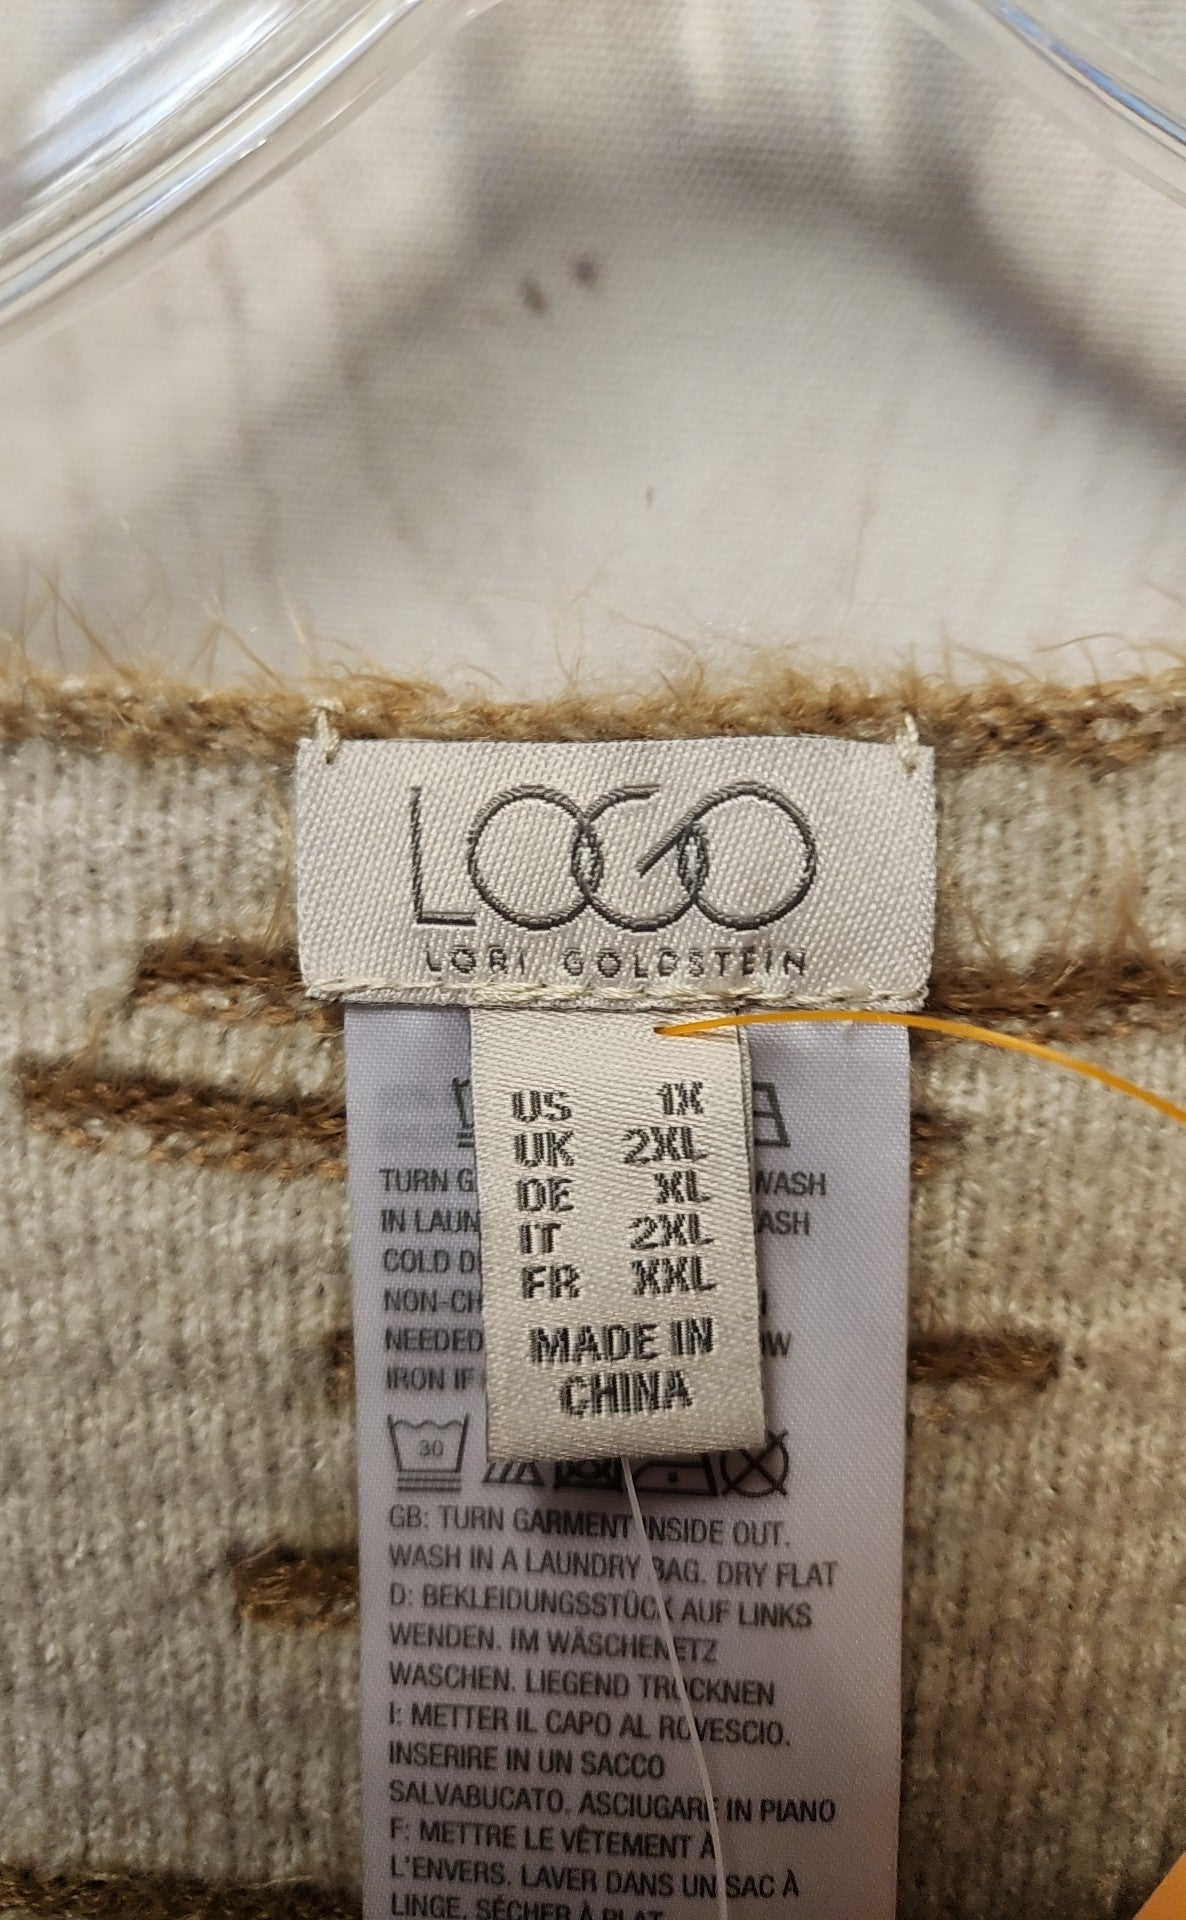 LOGO
LORI GOLDSTEIN
US 1X
UK 2XL
DE XL
IT 2XL
FR XXL
MADE IN
CHINA
TURN WASH
IN
COLD
NON-
NEEDED
IRON IF
30
GB: TURN GARMENT INSIDE OUT.
WASH IN A LAUNDRY BAG. DRY FLAT
D: BEKLEIDUNGSSTÜCK AUF LINKS
WENDEN. IM WÄSCHENETZ
WASCHEN. LIEGEND TROCKNEN
I: METTER IL CAPO AL ROVESCIO.
INSERIRE IN UN SACCO
SALVABUCATO. ASCIUGARE IN PIANO
F: METTRE LE VÊTEMENT À
L'ENVERS. LAVER DANS UN SAC À
LINGE, SÉCHER À PLAT